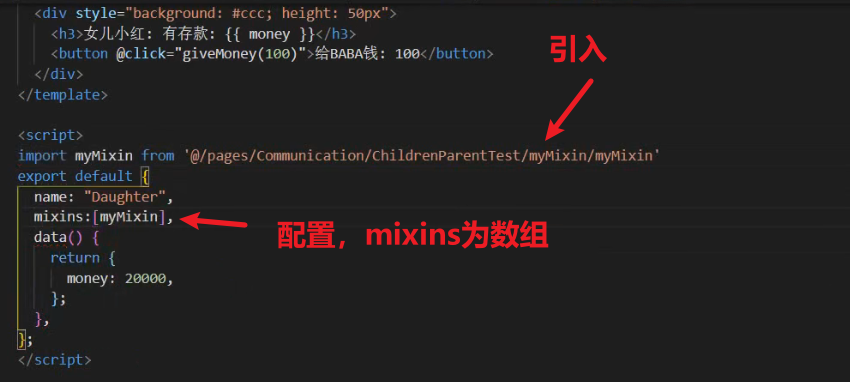 <div style="background: #ccc; height: 50px">
<h3>女儿小红: 有存款: {{ money }}</h3>
<button @click="giveMoney(100)">给BABA钱: 100</button>
</div>
</template>
引入
<script>
import myMixin from '@/pages/Communication/ChildrenParentTest/myMixin/myMixin'
export default {
name: "Daughter",
mixins:[myMixin],
配置，mixins为数组
data() {
return {
money: 20000,
};
},
};
</script>